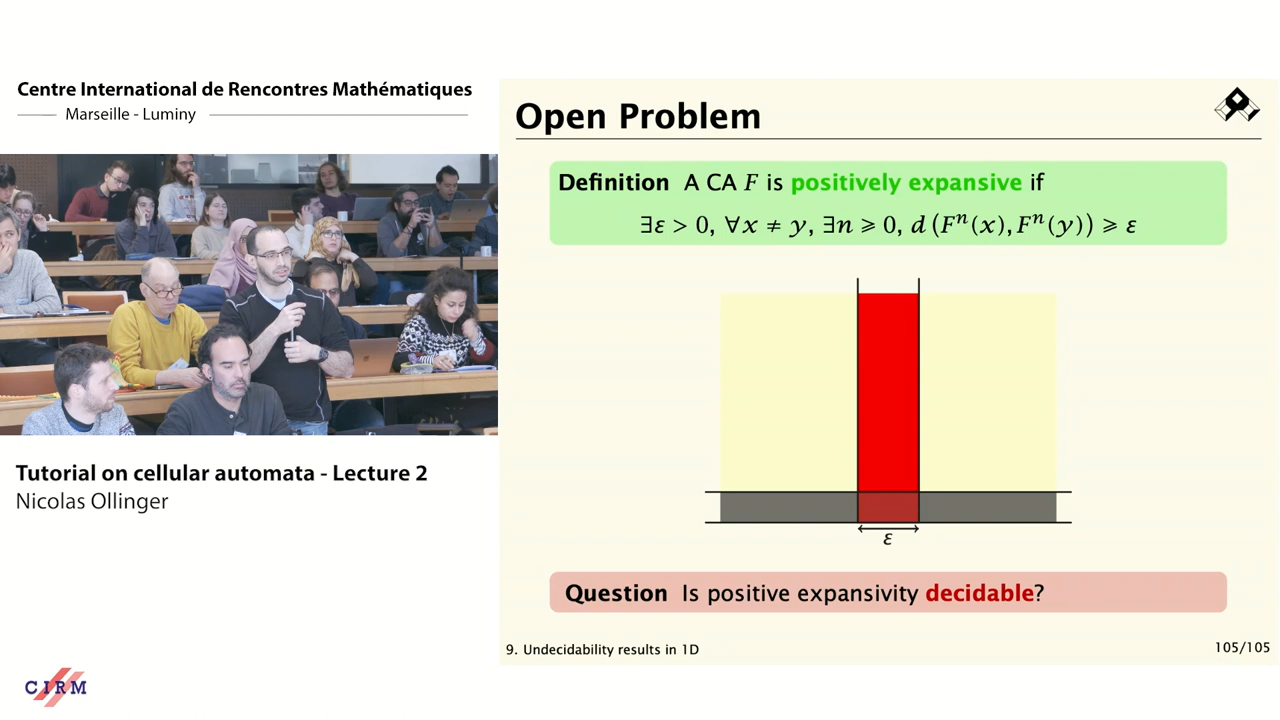 Centre International de Rencontres Mathématiques
Marseille - Luminy
Tutorial on cellular automata - Lecture 2
Nicolas Ollinger
CIRM
Open Problem
Definition A CA F is positively expansive if
∃ε > 0, ∀x ≠ y, ∃n ⩾ 0, d (Fⁿ(x), Fⁿ(y)) ⩾ ε
ε
Question Is positive expansivity decidable?
9. Undecidability results in 1D
105/105